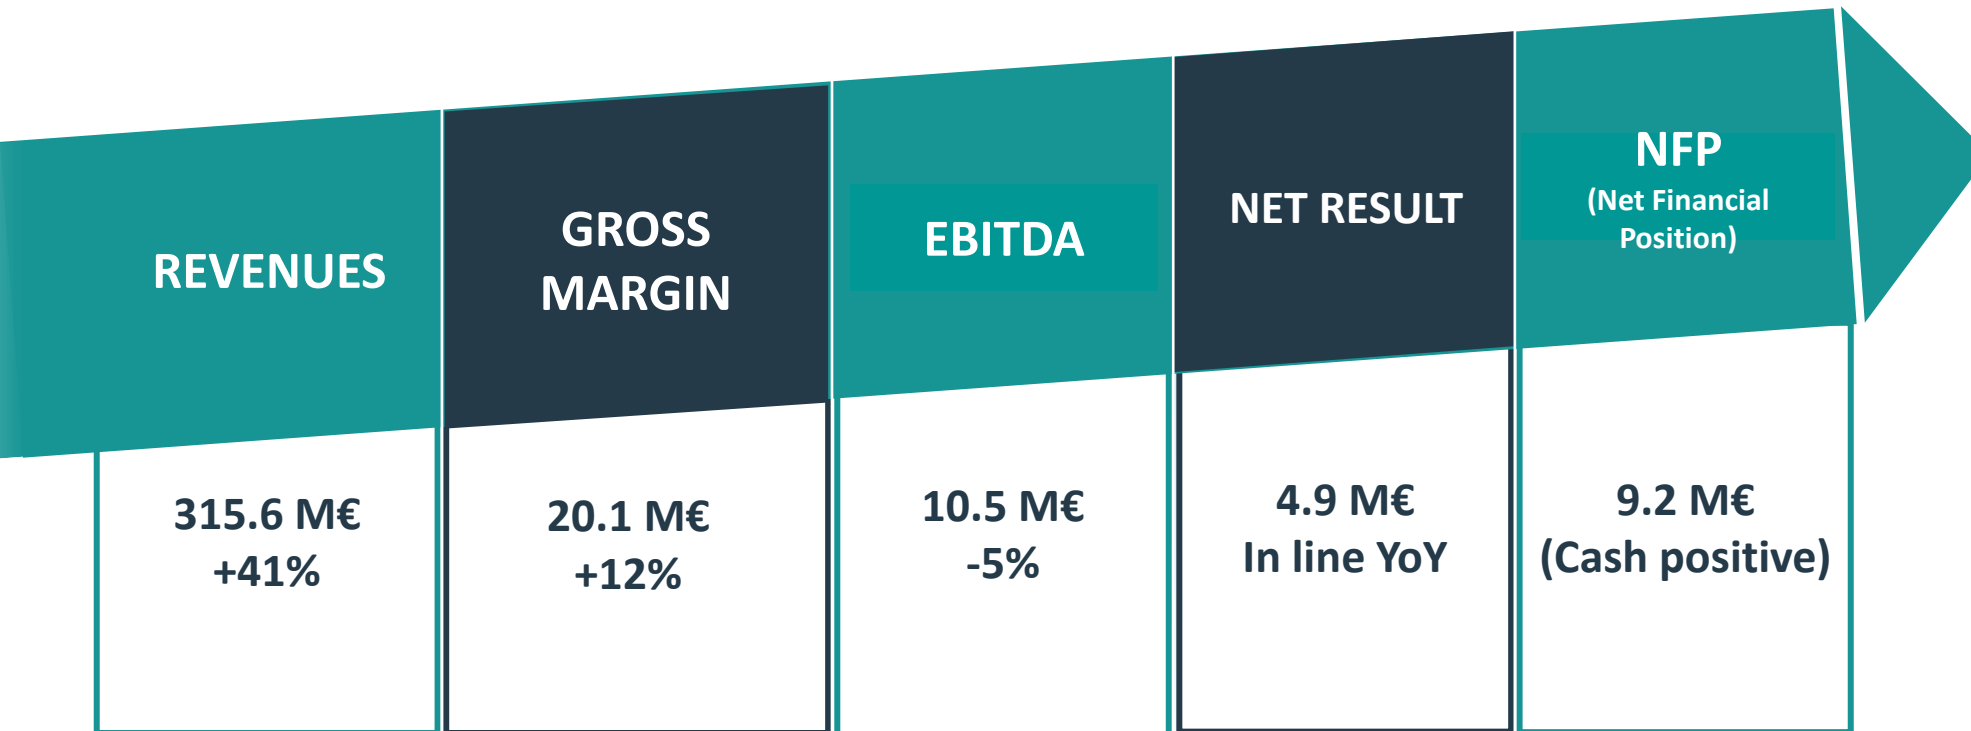 REVENUES
315.6 M€
+41%
GROSS
MARGIN
20.1 M€
+12%
EBITDA
10.5 M€
-5%
NET RESULT
4.9 M€
In line YoY
NFP
(Net Financial
Position)
9.2 M€
(Cash positive)